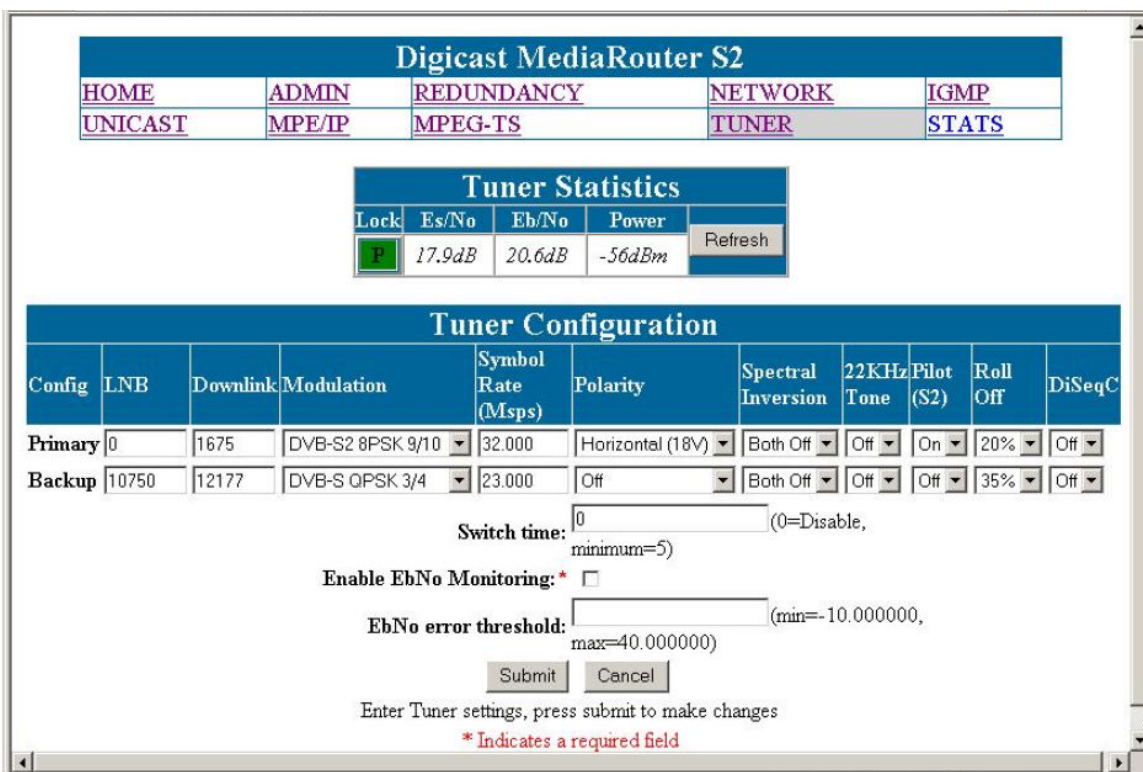 Digicast MediaRouter S2
HOME ADMIN REDUNDANCY NETWORK IGMP
UNICAST MPE/IP MPEG-TS TUNER STATS
Tuner Statistics
Lock Es/No Eb/No Power
Refresh
P 17.9dB 20.6dB -56dBm
Tuner Configuration
Config LNB Downlink Modulation Symbol Rate (Msps) Polarity Spectral Inversion 22KHz Tone Pilot (S2) Roll Off DiSeqC
Primary 0 1675 DVB-S2 8PSK 9/10 32.000 Horizontal (18V) Both Off Off On 20% Off
Backup 10750 12177 DVB-S QPSK 3/4 23.000 Off Both Off Off Off 35% Off
Switch time: 0 (0=Disable,
minimum=5)
Enable EbNo Monitoring:*
EbNo error threshold: (min=-10.000000,
max=40.000000)
Submit Cancel
Enter Tuner settings, press submit to make changes
* Indicates a required field